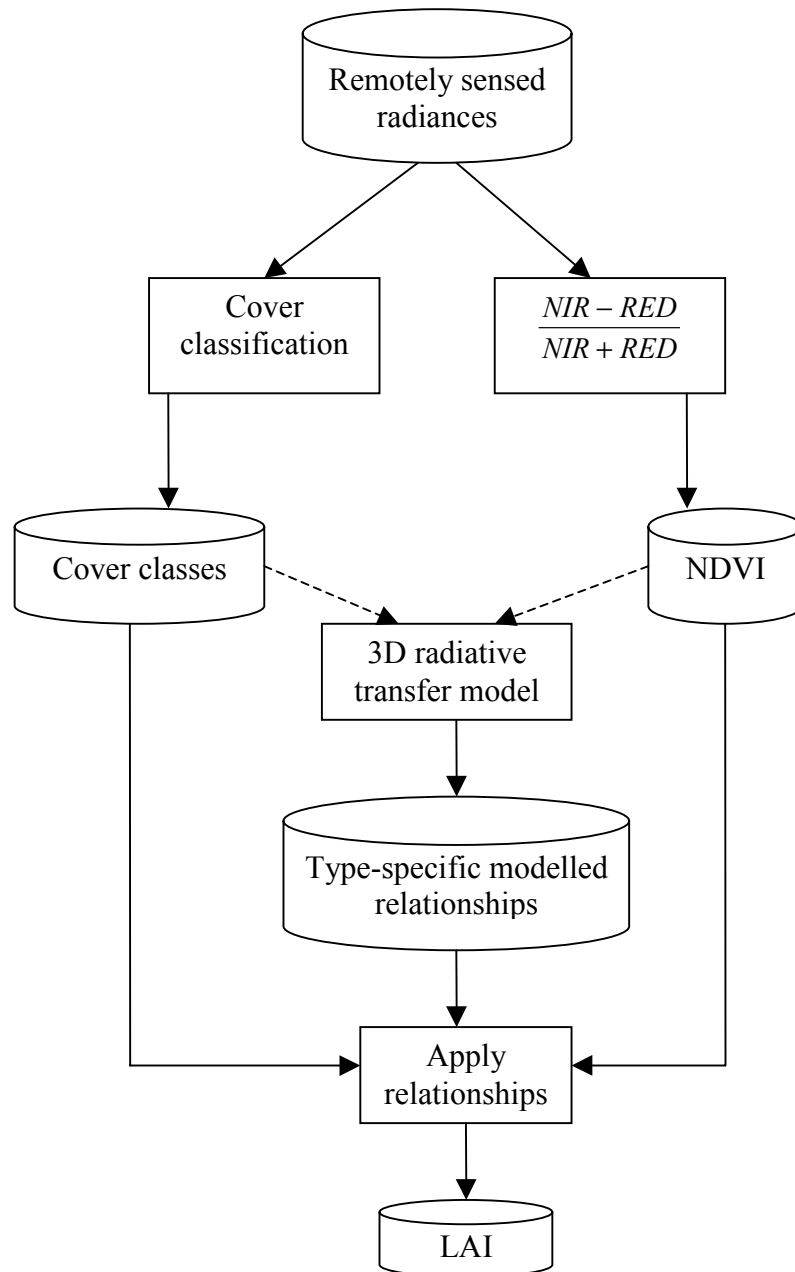 Remotely sensed
radiances
Cover
classification
NIR − RED
NIR + RED
Cover classes
NDVI
3D radiative
transfer model
Type-specific modelled
relationships
Apply
relationships
LAI